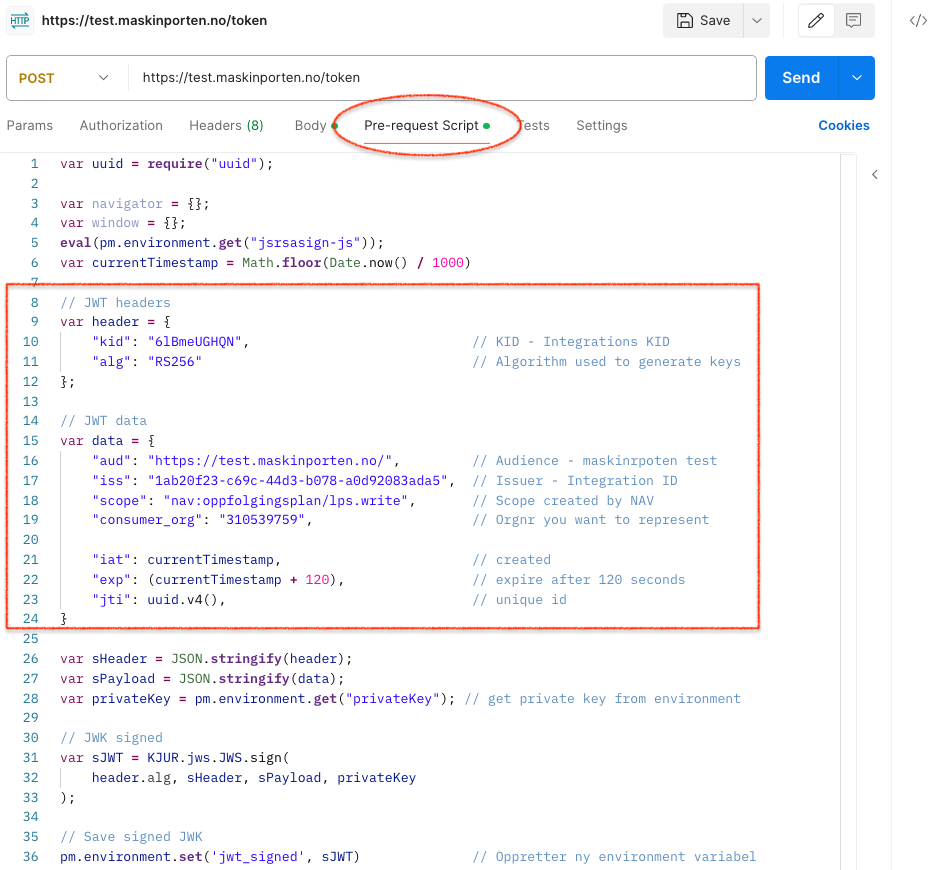 HTTP https://test.maskinporten.no/token Save </>
POST https://test.maskinporten.no/token Send
Params Authorization Headers (8) Body Pre-request Script Tests Settings Cookies
1 var uuid = require("uuid");
2
3 var navigator = {};
4 var window = {};
5 eval(pm.environment.get("jsrsasign-js"));
6 var currentTimestamp = Math.floor(Date.now() / 1000)
7
8 // JWT headers
9 var header = {
10 "kid": "6lBmeUGHQN", // KID - Integrations KID
11 "alg": "RS256" // Algorithm used to generate keys
12 };
13
14 // JWT data
15 var data = {
16 "aud": "https://test.maskinporten.no/", // Audience - maskinrpoten test
17 "iss": "1ab20f23-c69c-44d3-b078-a0d92083ada5", // Issuer - Integration ID
18 "scope": "nav:oppfolgingsplan/lps.write", // Scope created by NAV
19 "consumer_org": "310539759", // Orgnr you want to represent
20
21 "iat": currentTimestamp, // created
22 "exp": (currentTimestamp + 120), // expire after 120 seconds
23 "jti": uuid.v4(), // unique id
24 }
25
26 var sHeader = JSON.stringify(header);
27 var sPayload = JSON.stringify(data);
28 var privateKey = pm.environment.get("privateKey"); // get private key from environment
29
30 // JWK signed
31 var sJWT = KJUR.jws.JWS.sign(
32 header.alg, sHeader, sPayload, privateKey
33 );
34
35 // Save signed JWK
36 pm.environment.set('jwt_signed', sJWT) // Oppretter ny environment variabel